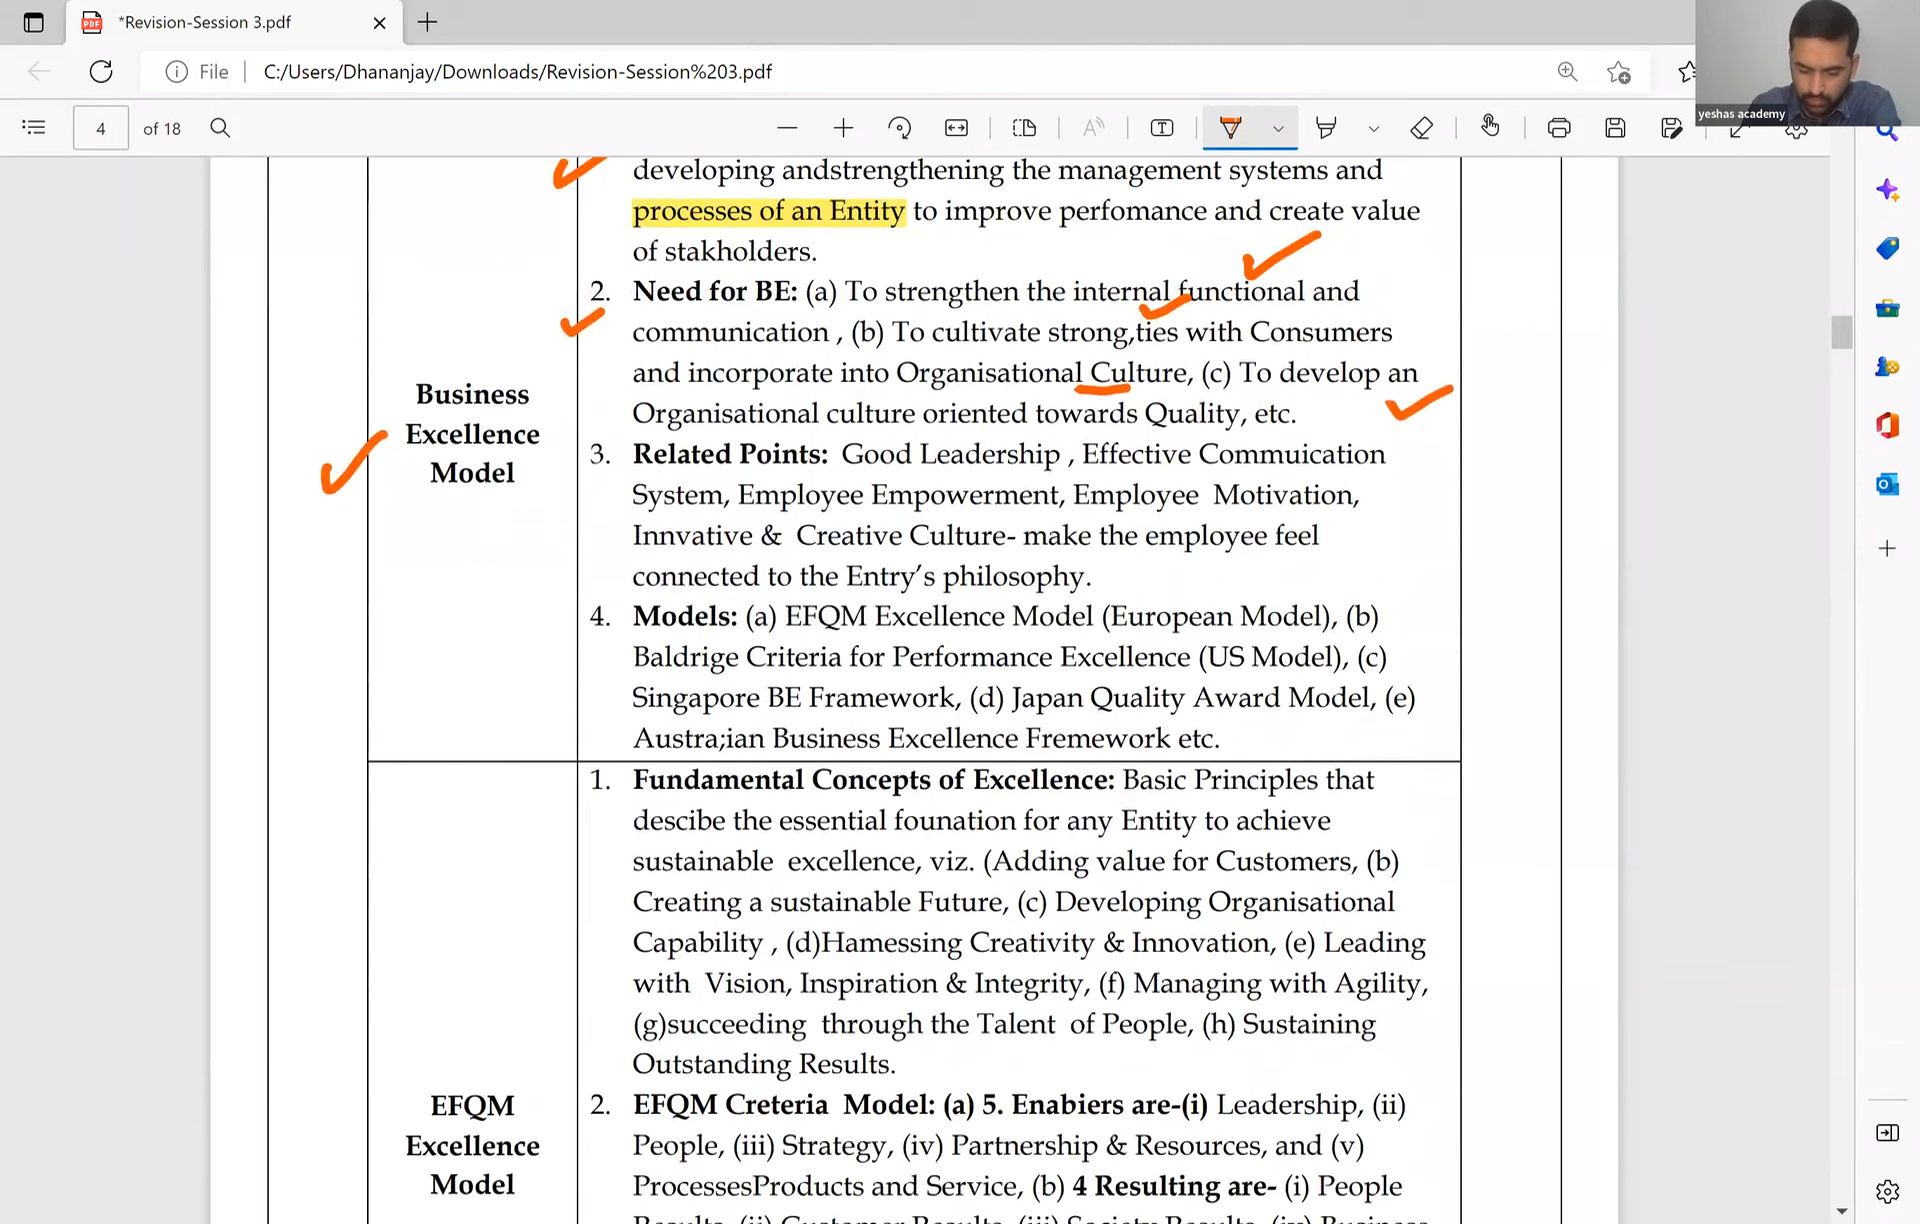 *Revision-Session 3.pdf
File
C:/Users/Dhananjay/Downloads/Revision-Session%203.pdf
yeshas academy
4 of 18
developing andstrengthening the management systems and
processes of an Entity to improve perfomance and create value
of stakholders.
2. Need for BE: (a) To strengthen the internal functional and
communication , (b) To cultivate strong,ties with Consumers
and incorporate into Organisational Culture, (c) To develop an
Organisational culture oriented towards Quality, etc.
Business
Excellence
Model
3. Related Points: Good Leadership , Effective Commuication
System, Employee Empowerment, Employee Motivation,
Innvative & Creative Culture- make the employee feel
connected to the Entry's philosophy.
4. Models: (a) EFQM Excellence Model (European Model), (b)
Baldrige Criteria for Performance Excellence (US Model), (c)
Singapore BE Framework, (d) Japan Quality Award Model, (e)
Austra;ian Business Excellence Fremework etc.
1. Fundamental Concepts of Excellence: Basic Principles that
descibe the essential founation for any Entity to achieve
sustainable excellence, viz. (Adding value for Customers, (b)
Creating a sustainable Future, (c) Developing Organisational
Capability , (d)Hamessing Creativity & Innovation, (e) Leading
with Vision, Inspiration & Integrity, (f) Managing with Agility,
(g)succeeding through the Talent of People, (h) Sustaining
Outstanding Results.
EFQM
Excellence
Model
2. EFQM Creteria Model: (a) 5. Enabiers are-(i) Leadership, (ii)
People, (iii) Strategy, (iv) Partnership & Resources, and (v)
ProcessesProducts and Service, (b) 4 Resulting are- (i) People
Results, (ii) Customer Results, (iii) Society Results, (iv) Business